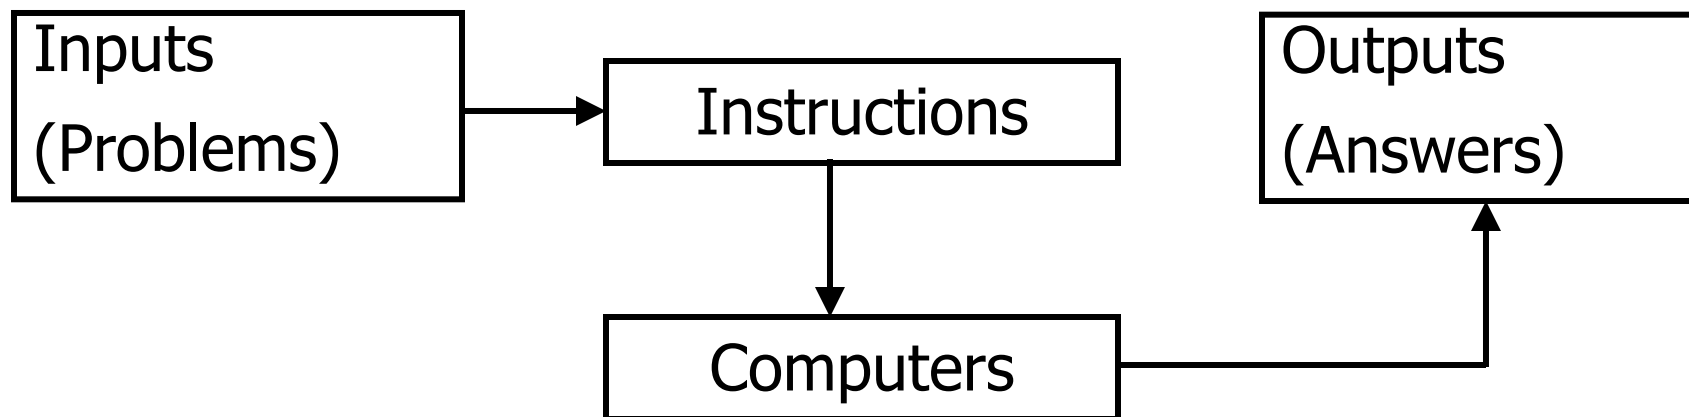 Inputs
(Problems)
Instructions
Computers
Outputs
(Answers)